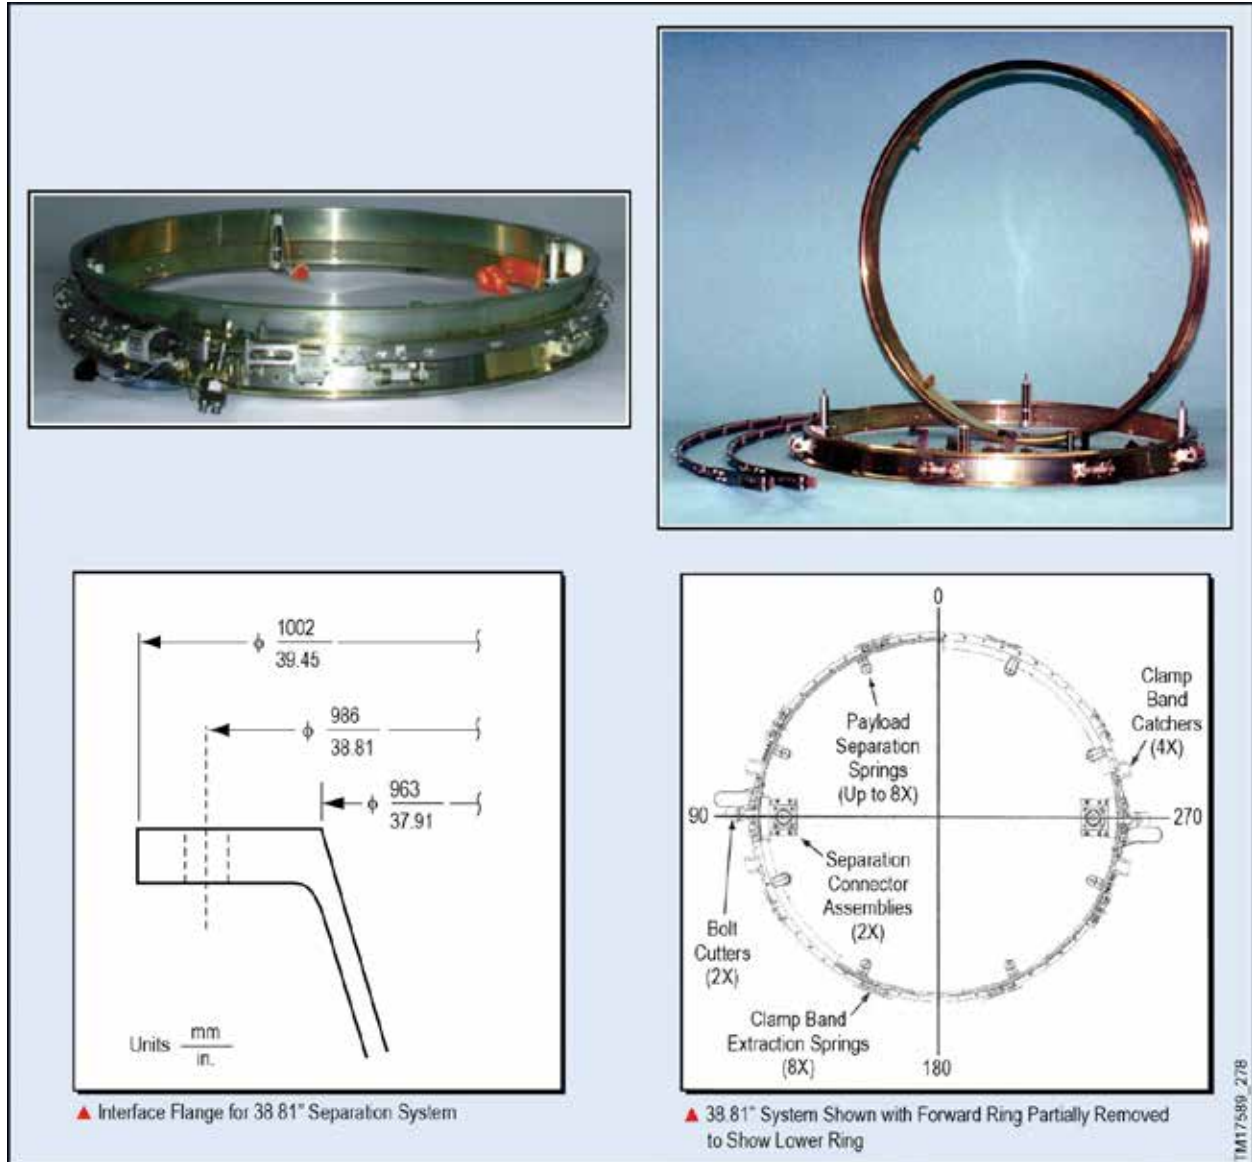 1002
ϕ
39.45
986
ϕ
38.81
963
ϕ
37.91
Units
mm
in.
▲ Interface Flange for 38.81" Separation System
0
Clamp
Band
Catchers
(4X)
Payload
Separation
Springs
(Up to 8X)
90
270
Separation
Connector
Assemblies
(2X)
Bolt
Cutters
(2X)
Clamp Band
Extraction Springs
(8X)
180
▲ 38.81" System Shown with Forward Ring Partially Removed
to Show Lower Ring
TM17589_278